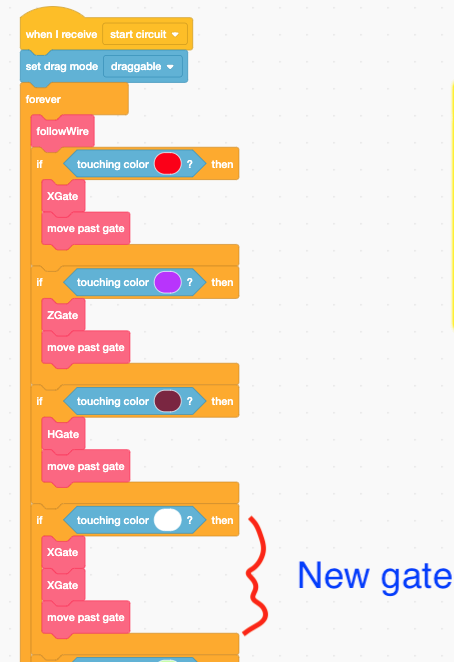 when I receive start circuit
set drag mode draggable
forever
followWire
if touching color ? then
XGate
move past gate
if touching color ? then
ZGate
move past gate
if touching color ? then
HGate
move past gate
if touching color ? then
XGate
XGate
move past gate
New gate